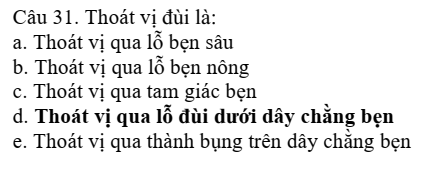 Câu 31. Thoát vị đùi là:
a. Thoát vị qua lỗ bẹn sâu
b. Thoát vị qua lỗ bẹn nông
c. Thoát vị qua tam giác bẹn
d. Thoát vị qua lỗ đùi dưới dây chằng bẹn
e. Thoát vị qua thành bụng trên dây chằng bẹn